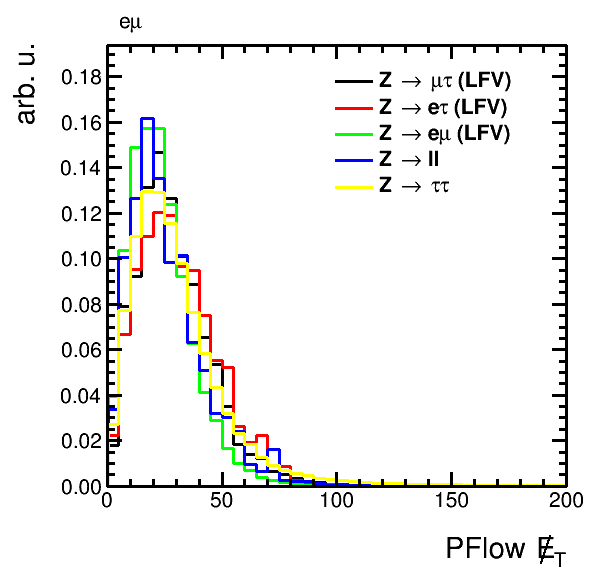 eμ
arb. u.
0.18
0.16
0.14
0.12
0.10
0.08
0.06
0.04
0.02
0.00
Z → μτ (LFV)
Z → eτ (LFV)
Z → eμ (LFV)
Z → ll
Z → ττ
0 50 100 150 200
PFlow E̸_T